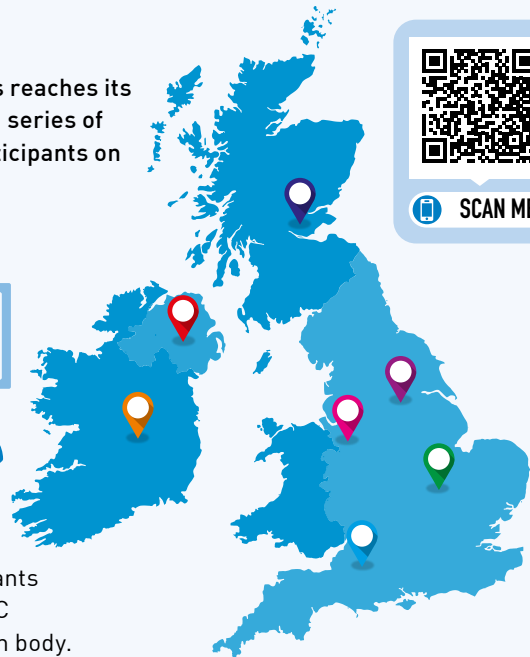 s reaches its
series of
ticipants on
SCAN
ants
C
n body.